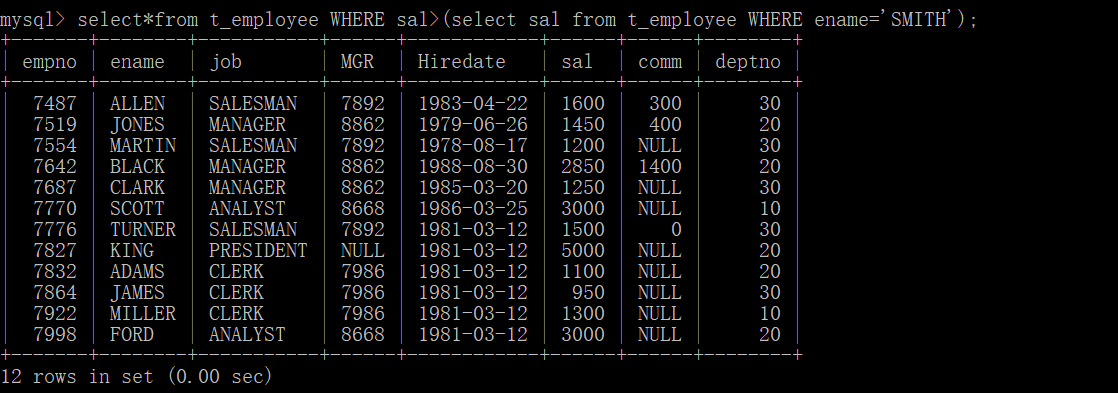 mysql> select*from t_employee WHERE sal>(select sal from t_employee WHERE ename='SMITH');
+-------+--------+-----------+------+------------+------+------+--------+
| empno | ename  | job       | MGR  | Hiredate   | sal  | comm | deptno |
+-------+--------+-----------+------+------------+------+------+--------+
|  7487 | ALLEN  | SALESMAN  | 7892 | 1983-04-22 | 1600 |  300 |     30 |
|  7519 | JONES  | MANAGER   | 8862 | 1979-06-26 | 1450 |  400 |     20 |
|  7554 | MARTIN | SALESMAN  | 7892 | 1978-08-17 | 1200 | NULL |     30 |
|  7642 | BLACK  | MANAGER   | 8862 | 1988-08-30 | 2850 | 1400 |     20 |
|  7687 | CLARK  | MANAGER   | 8862 | 1985-03-20 | 1250 | NULL |     30 |
|  7770 | SCOTT  | ANALYST   | 8668 | 1986-03-25 | 3000 | NULL |     10 |
|  7776 | TURNER | SALESMAN  | 7892 | 1981-03-12 | 1500 |    0 |     30 |
|  7827 | KING   | PRESIDENT | NULL | 1981-03-12 | 5000 | NULL |     20 |
|  7832 | ADAMS  | CLERK     | 7986 | 1981-03-12 | 1100 | NULL |     20 |
|  7864 | JAMES  | CLERK     | 7986 | 1981-03-12 |  950 | NULL |     30 |
|  7922 | MILLER | CLERK     | 7986 | 1981-03-12 | 1300 | NULL |     10 |
|  7998 | FORD   | ANALYST   | 8668 | 1981-03-12 | 3000 | NULL |     20 |
+-------+--------+-----------+------+------------+------+------+--------+
12 rows in set (0.00 sec)